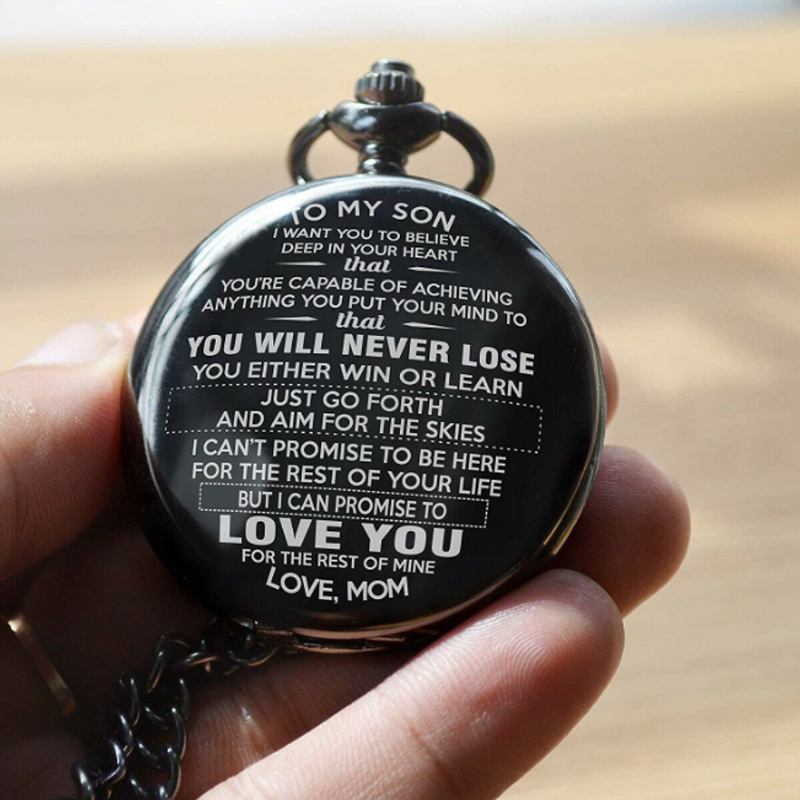 TO MY SON
I WANT YOU TO BELIEVE
DEEP IN YOUR HEART
that
YOU'RE CAPABLE OF ACHIEVING
ANYTHING YOU PUT YOUR MIND TO
that
YOU WILL NEVER LOSE
YOU EITHER WIN OR LEARN
JUST GO FORTH
AND AIM FOR THE SKIES
I CAN'T PROMISE TO BE HERE
FOR THE REST OF YOUR LIFE
BUT I CAN PROMISE TO
LOVE YOU
FOR THE REST OF MINE
LOVE, MOM